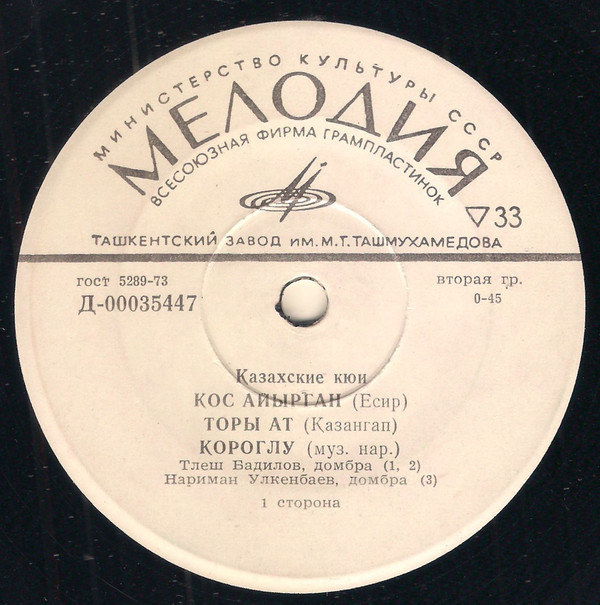 МИНИСТЕРСТВО КУЛЬТУРЫ СССР
МЕЛОДИЯ
ВСЕСОЮЗНАЯ ФИРМА ГРАМПЛАСТИНОК
33
ТАШКЕНТСКИЙ ЗАВОД ИМ. М.Т.ТАШМУХАМЕДОВА
гост 5289-73
вторая гр.
Д-00035447
0-45
Казахские кюи
КОС АЙЫРГАН (Есир)
ТОРЫ АТ (Казангап)
КОРОГЛУ (муз. нар.)
Тлеш Бадилов, домбра (1, 2)
Нариман Улкенбаев, домбра (3)
1 сторона